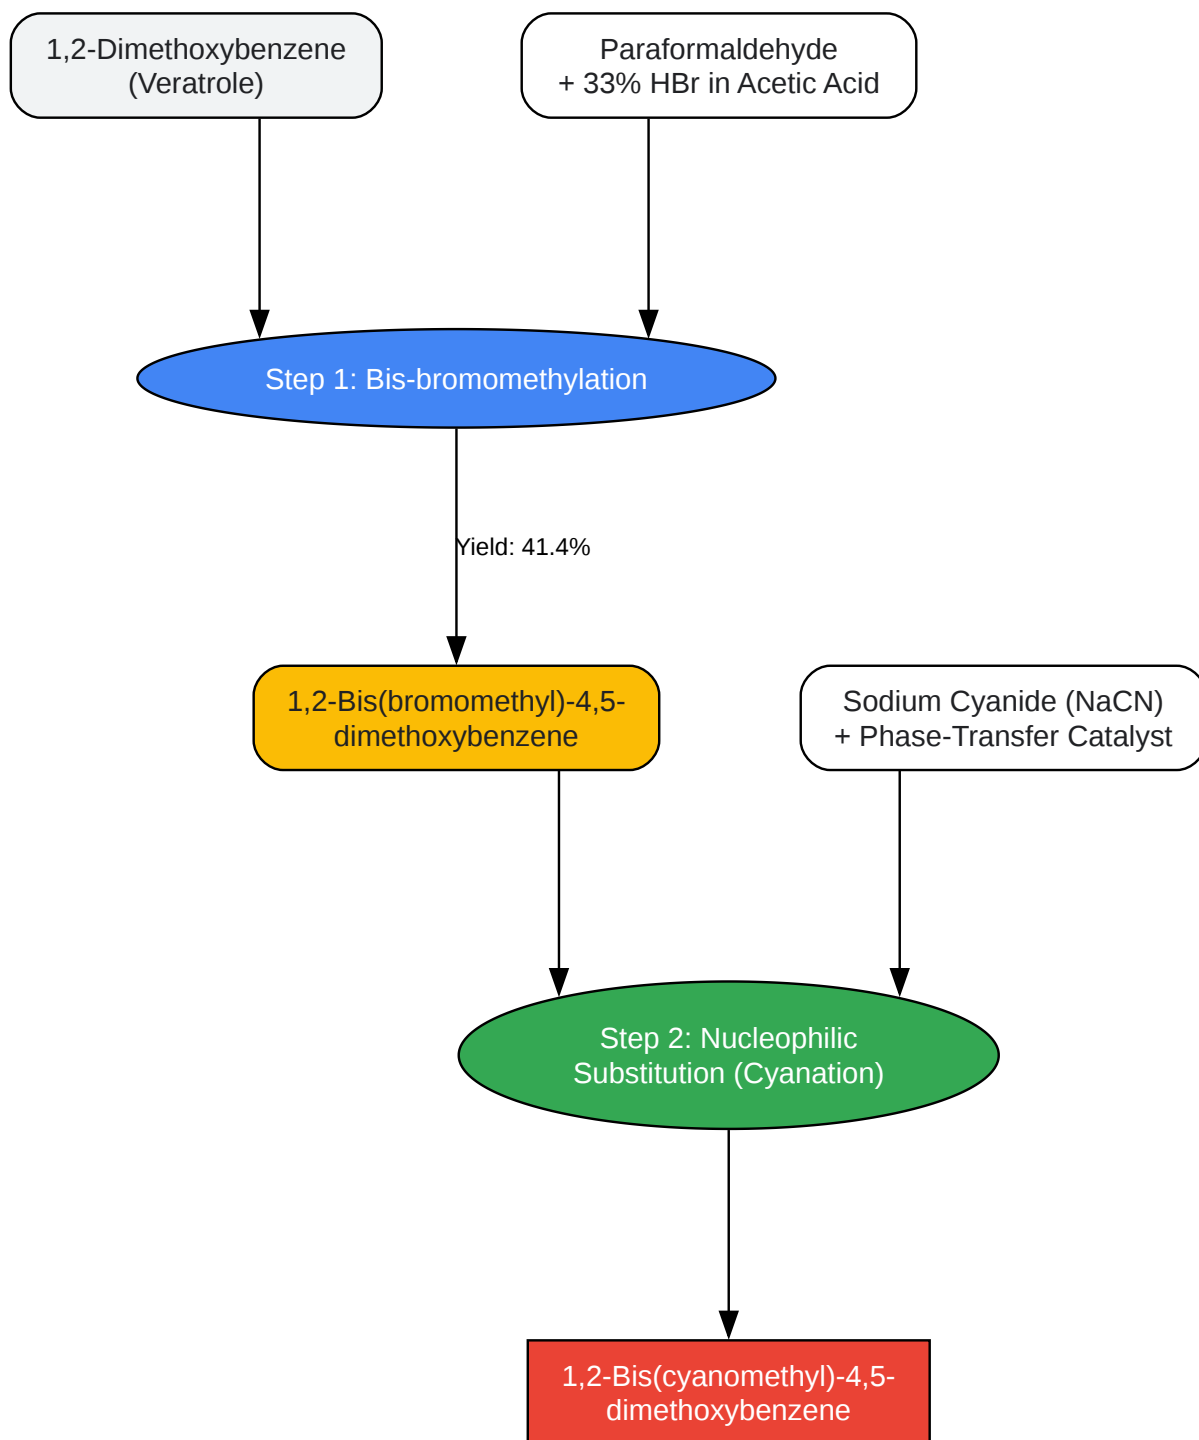 1,2-Dimethoxybenzene
(Veratrole)
Paraformaldehyde
+ 33% HBr in Acetic Acid
Step 1: Bis-bromomethylation
Yield: 41.4%
1,2-Bis(bromomethyl)-4,5-
dimethoxybenzene
Sodium Cyanide (NaCN)
+ Phase-Transfer Catalyst
Step 2: Nucleophilic
Substitution (Cyanation)
1,2-Bis(cyanomethyl)-4,5-
dimethoxybenzene